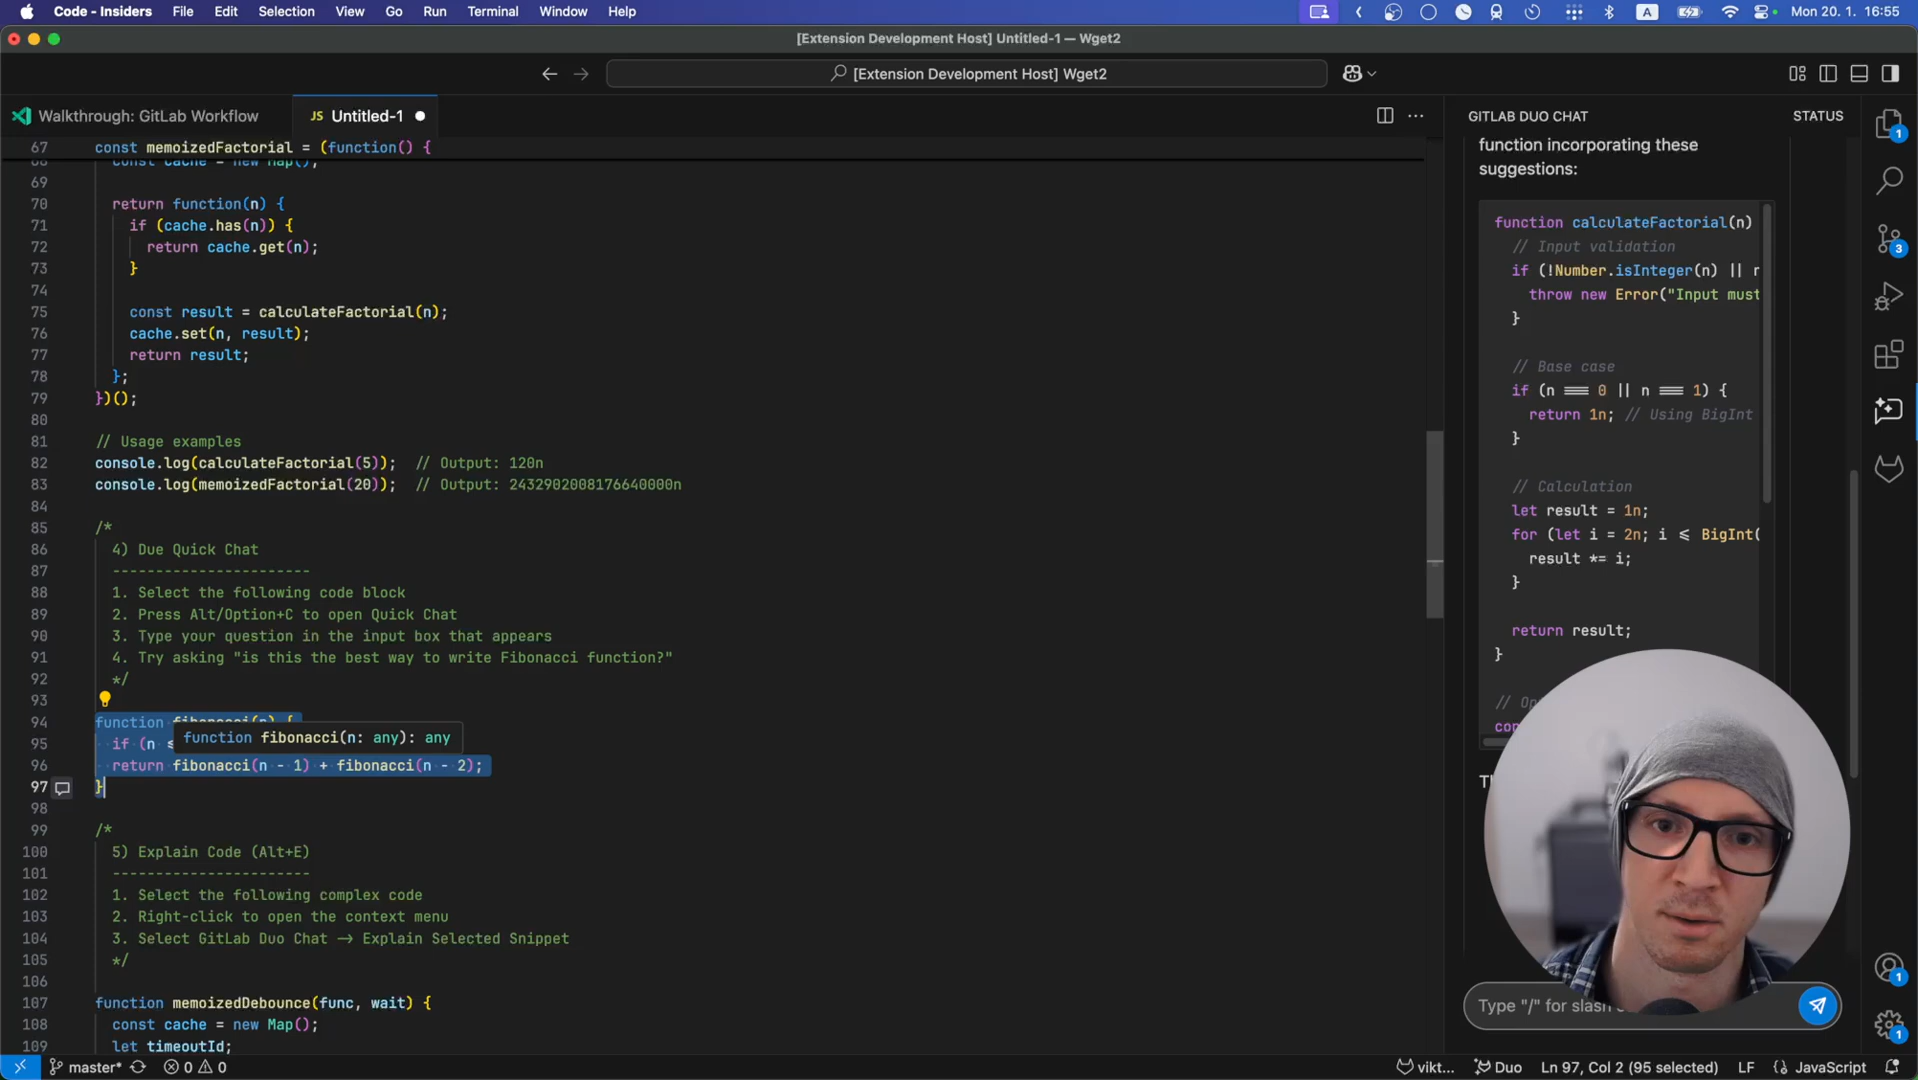 Code - Insiders File Edit Selection View Go Run Terminal Window Help
A Mon 20. 1. 16:55
[Extension Development Host] Untitled-1 — Wget2
[Extension Development Host] Wget2
Walkthrough: GitLab Workflow
JS Untitled-1
67 const memoizedFactorial = (function() {
68 const cache = new Map();
69
70 return function(n) {
71 if (cache.has(n)) {
72 return cache.get(n);
73 }
74
75 const result = calculateFactorial(n);
76 cache.set(n, result);
77 return result;
78 };
79 })();
80
81 // Usage examples
82 console.log(calculateFactorial(5)); // Output: 120n
83 console.log(memoizedFactorial(20)); // Output: 2432902008176640000n
84
85 /*
86 4) Due Quick Chat
87 -----------------------
88 1. Select the following code block
89 2. Press Alt/Option+C to open Quick Chat
90 3. Type your question in the input box that appears
91 4. Try asking "is this the best way to write Fibonacci function?"
92 */
93
94 function fibonacci(n) {
95 if (n ≤
function fibonacci(n: any): any
96 return fibonacci(n - 1) + fibonacci(n - 2);
97 }
98
99 /*
100 5) Explain Code (Alt+E)
101 -----------------------
102 1. Select the following complex code
103 2. Right-click to open the context menu
104 3. Select GitLab Duo Chat → Explain Selected Snippet
105 */
106
107 function memoizedDebounce(func, wait) {
108 const cache = new Map();
109 let timeoutId;
GITLAB DUO CHAT STATUS
function incorporating these
suggestions:
function calculateFactorial(n)
// Input validation
if (!Number.isInteger(n) || n
throw new Error("Input must
}
// Base case
if (n === 0 || n === 1) {
return 1n; // Using BigInt
}
// Calculation
let result = 1n;
for (let i = 2n; i ≤ BigInt(
result *= i;
}
return result;
}
// O
Type "/" for slash
1
3
1
1
master* 0 0
vikt... Duo Ln 97, Col 2 (95 selected) LF {} JavaScript